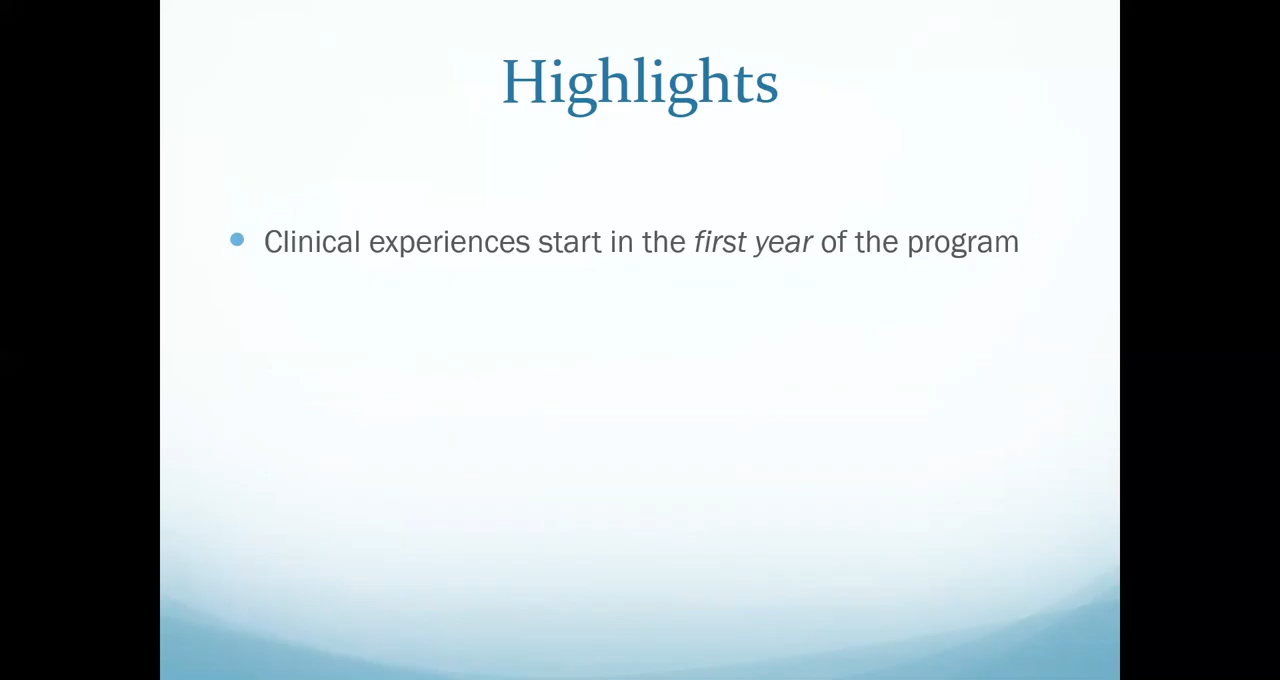 Highlights
Clinical experiences start in the first year of the program